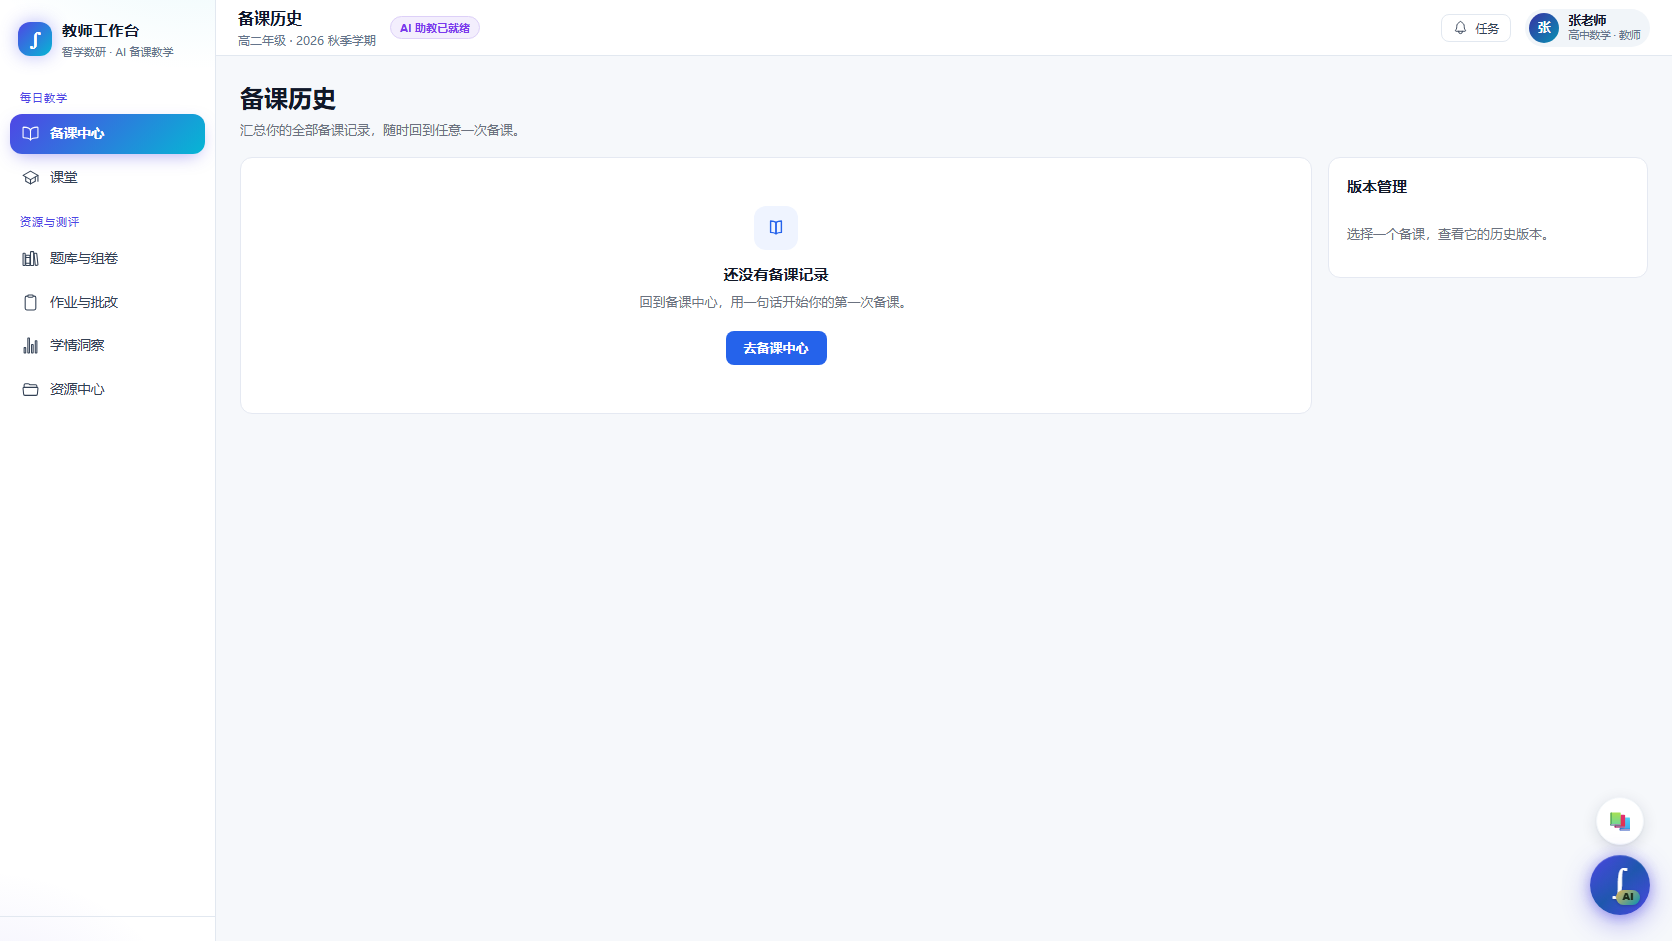 教师工作台
智学数研 · AI 备课教学
每日教学
备课中心
课堂
资源与测评
题库与组卷
作业与批改
学情洞察
资源中心
备课历史
高二年级 · 2026 秋季学期
AI 助教已就绪
任务
张
张老师
高中数学 · 教师
备课历史
汇总你的全部备课记录，随时回到任意一次备课。
还没有备课记录
回到备课中心，用一句话开始你的第一次备课。
去备课中心
版本管理
选择一个备课，查看它的历史版本。
∫
AI